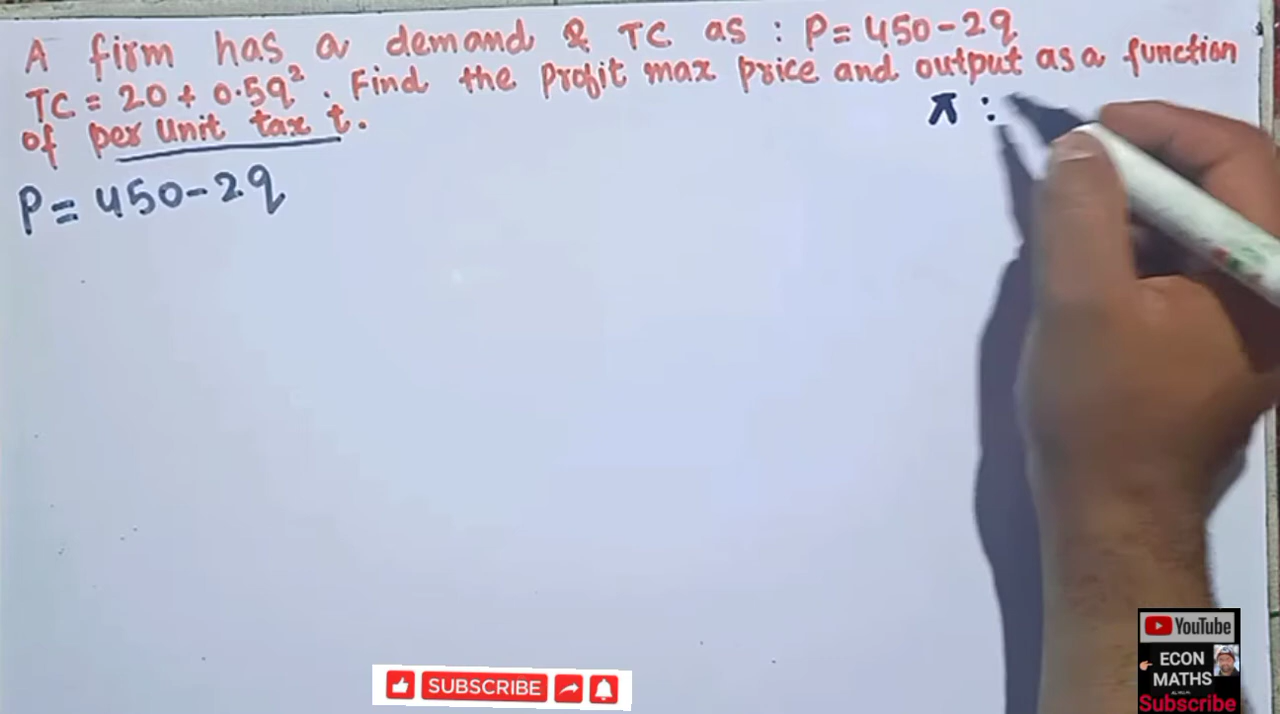 A firm has a demand & TC as : P = 450-2q
TC = 20 + 0.5q². Find the Profit max price and output as a function
of per unit tax t.
π :
P = 450-2q
SUBSCRIBE
YouTube
ECON
MATHS
Subscribe